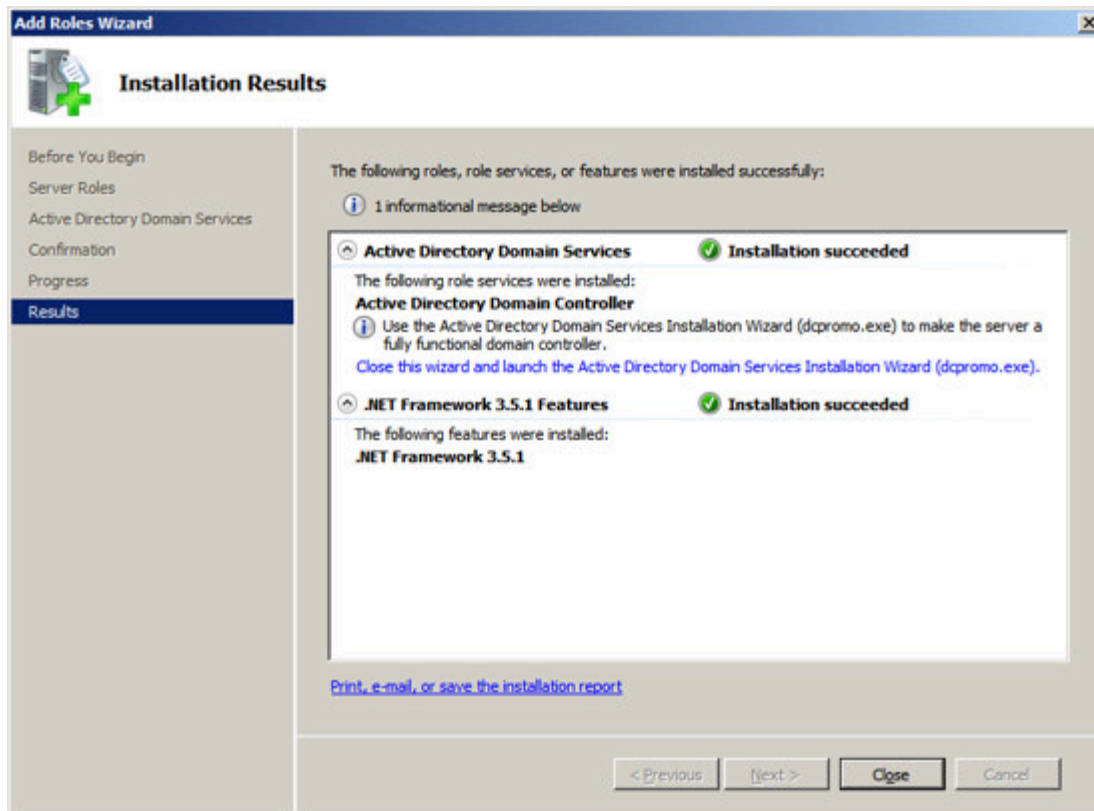 Add Roles Wizard
Installation Results
Before You Begin
Server Roles
Active Directory Domain Services
Confirmation
Progress
Results
The following roles, role services, or features were installed successfully:
1 informational message below
Active Directory Domain Services Installation succeeded
The following role services were installed:
Active Directory Domain Controller
Use the Active Directory Domain Services Installation Wizard (dcpromo.exe) to make the server a
fully functional domain controller.
Close this wizard and launch the Active Directory Domain Services Installation Wizard (dcpromo.exe).
.NET Framework 3.5.1 Features Installation succeeded
The following features were installed:
.NET Framework 3.5.1
Print, e-mail, or save the installation report
< Previous Next > Close Cancel